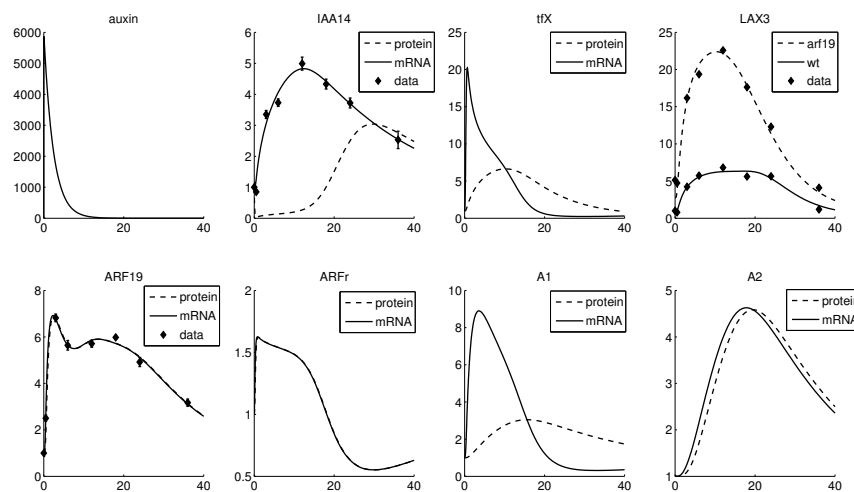 auxin
6000
5000
4000
3000
2000
1000
0
0 20 40
IAA14
6
5
4
3
2
1
0
0 20 40
protein
mRNA
data
tfX
25
20
15
10
5
0
0 20 40
protein
mRNA
LAX3
25
20
15
10
5
0
0 20 40
arf19
wt
data
ARF19
8
6
4
2
0
0 20 40
protein
mRNA
data
ARFr
2
1.5
1
0.5
0 20 40
protein
mRNA
A1
10
8
6
4
2
0
0 20 40
protein
mRNA
A2
5
4
3
2
1
0 20 40
protein
mRNA